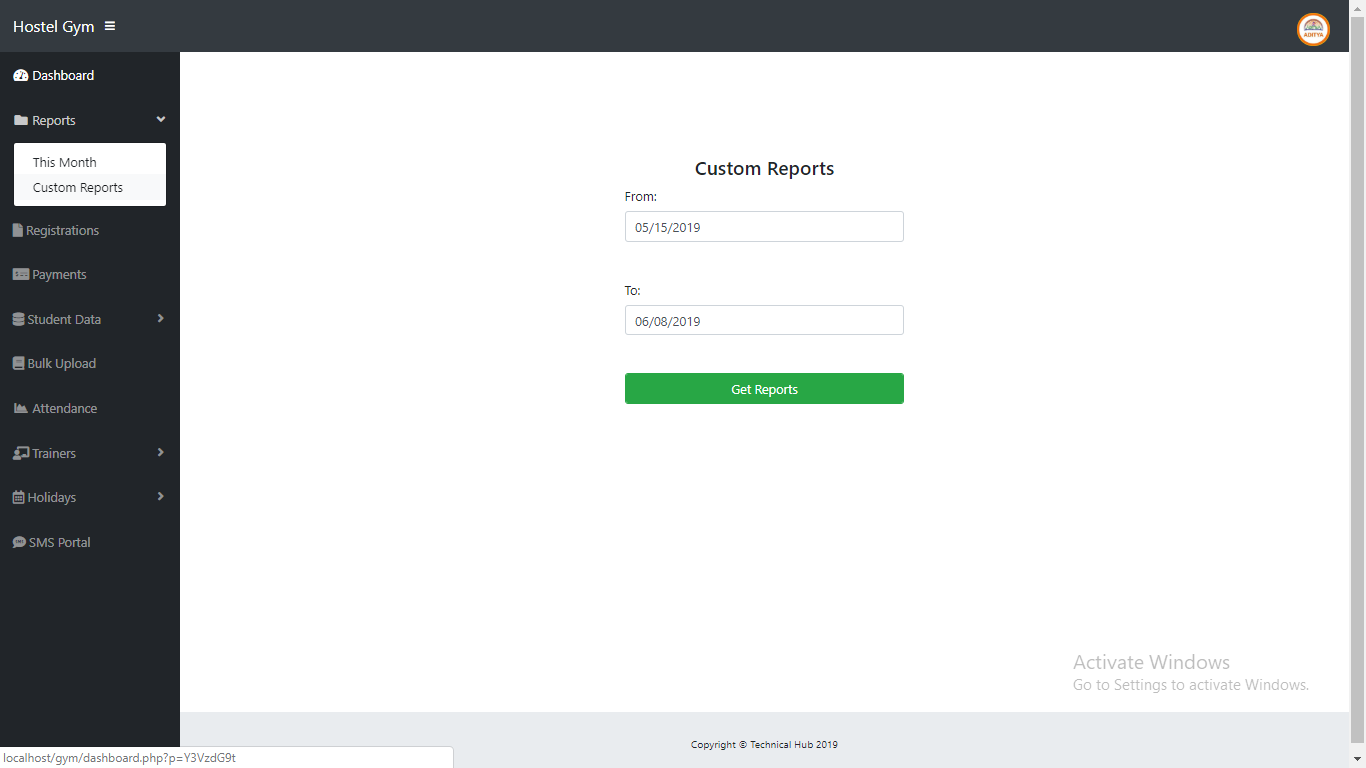 Hostel Gym
ADITYA
Dashboard
Reports
This Month
Custom Reports
Registrations
Payments
Student Data
Bulk Upload
Attendance
Trainers
Holidays
SMS Portal
Custom Reports
From:
05/15/2019
To:
06/08/2019
Get Reports
Activate Windows
Go to Settings to activate Windows.
Copyright © Technical Hub 2019
localhost/gym/dashboard.php?p=Y3VzdG9t